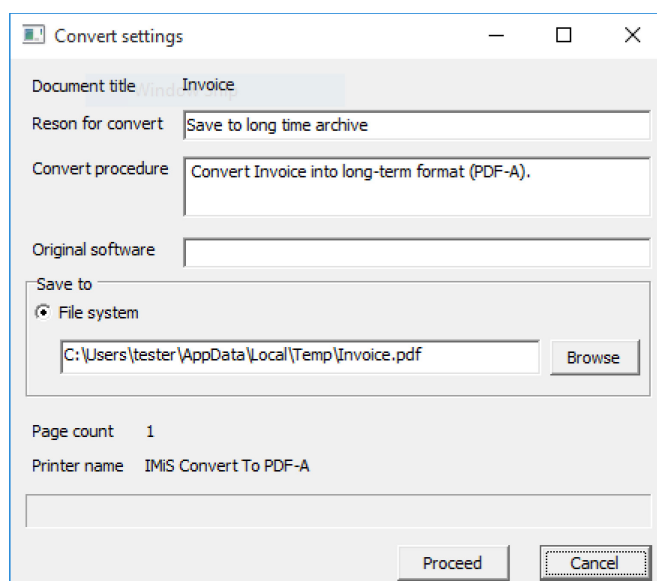 Convert settings
Document title Invoice
Reson for convert Save to long time archive
Convert procedure Convert Invoice into long-term format (PDF-A).
Original software
Save to
File system
C:\Users\tester\AppData\Local\Temp\Invoice.pdf Browse
Page count 1
Printer name IMiS Convert To PDF-A
Proceed Cancel